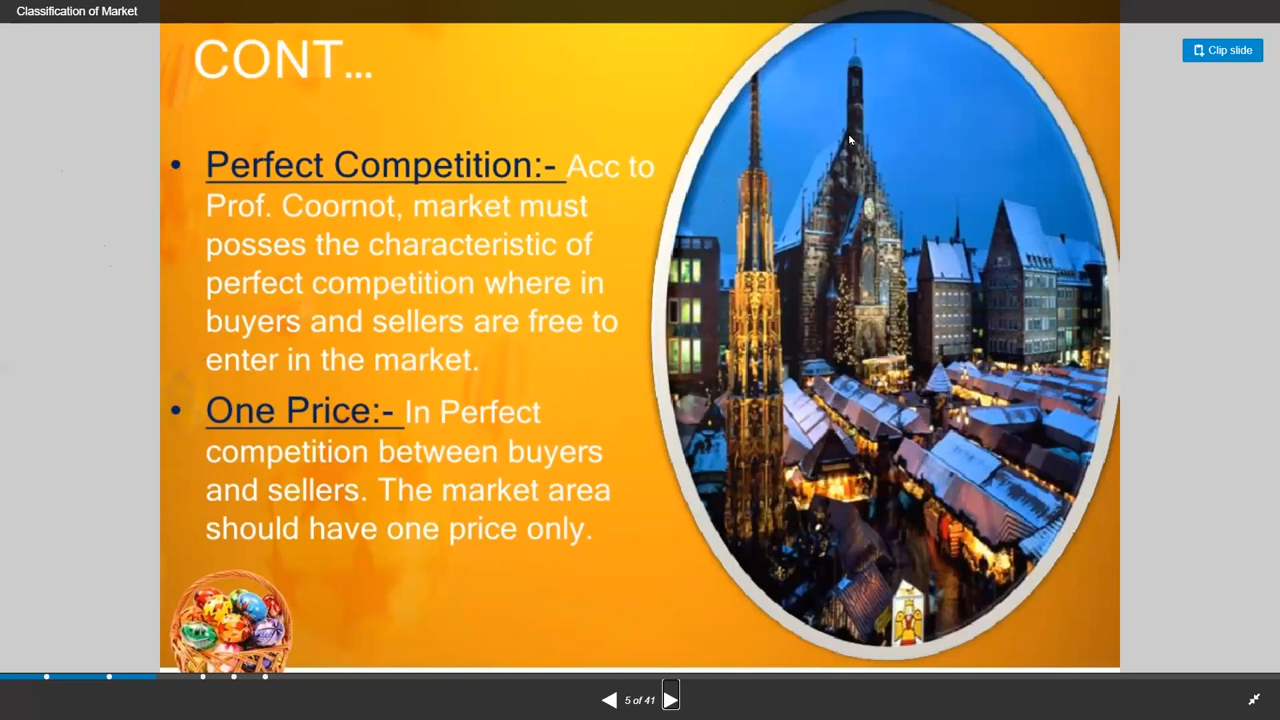 Classification of Market
Clip slide
CONT…
• Perfect Competition:- Acc to
Prof. Coornot, market must
posses the characteristic of
perfect competition where in
buyers and sellers are free to
enter in the market.
• One Price:- In Perfect
competition between buyers
and sellers. The market area
should have one price only.
5 of 41